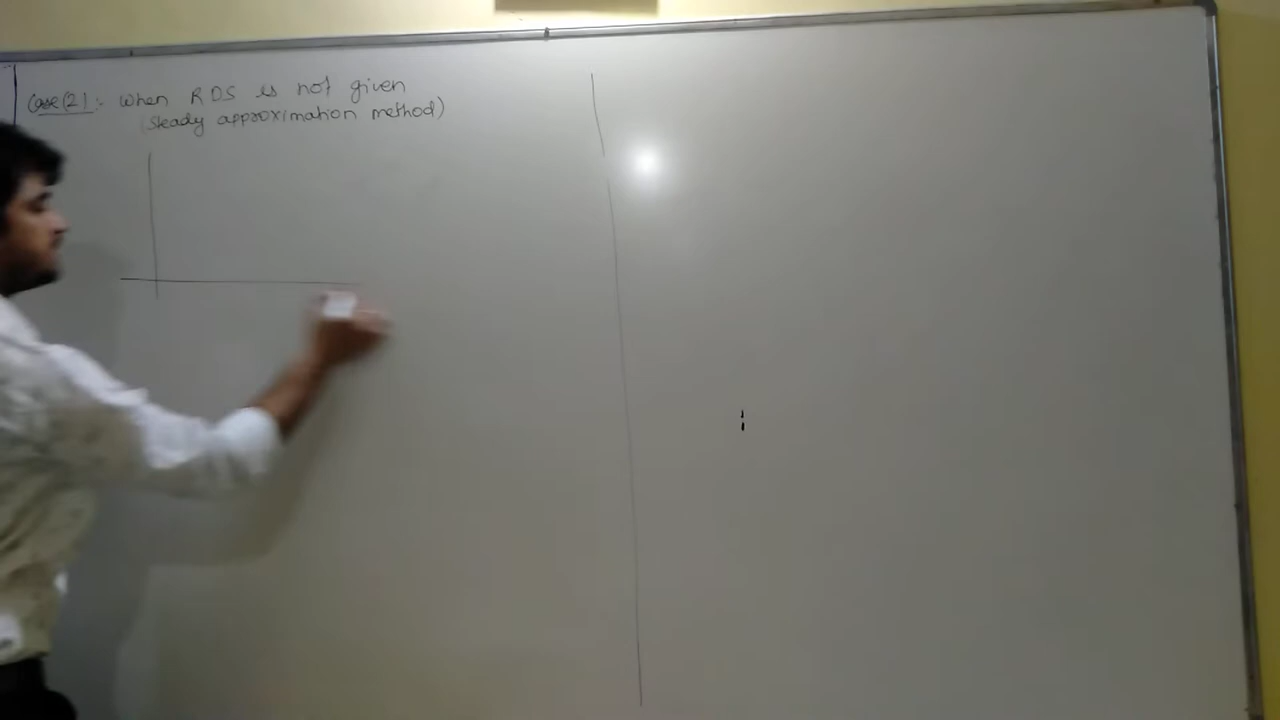 Case(2):- When RDS is not given
(Steady approximation method)